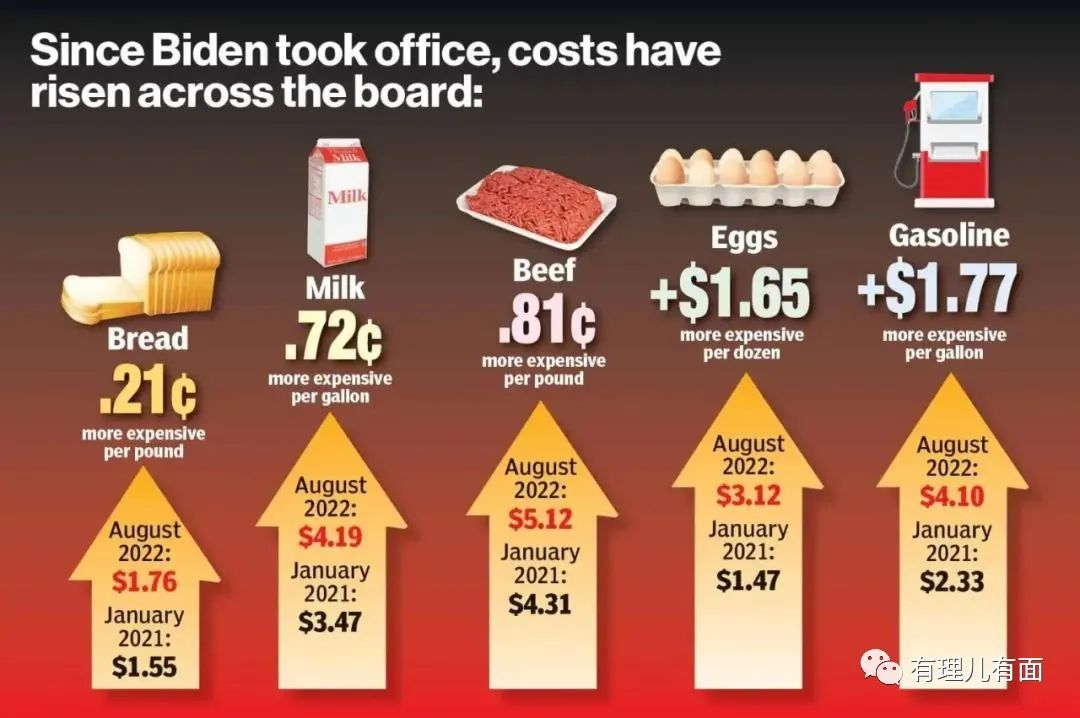 Since Biden took office, costs have
risen across the board:
Milk
Milk
Bread
.21¢
more expensive
per pound
August
2022:
$1.76
January
2021:
$1.55
Milk
.72¢
more expensive
per gallon
August
2022:
$4.19
January
2021:
$3.47
Beef
.81¢
more expensive
per pound
August
2022:
$5.12
January
2021:
$4.31
Eggs
+$1.65
more expensive
per dozen
August
2022:
$3.12
January
2021:
$1.47
Gasoline
+$1.77
more expensive
per gallon
August
2022:
$4.10
January
2021:
$2.33
有理儿有面